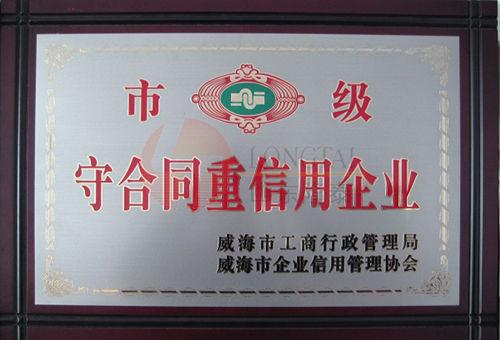 市 级
LONGTAI
守合同重信用企业
威海市工商行政管理局
威海市企业信用管理协会